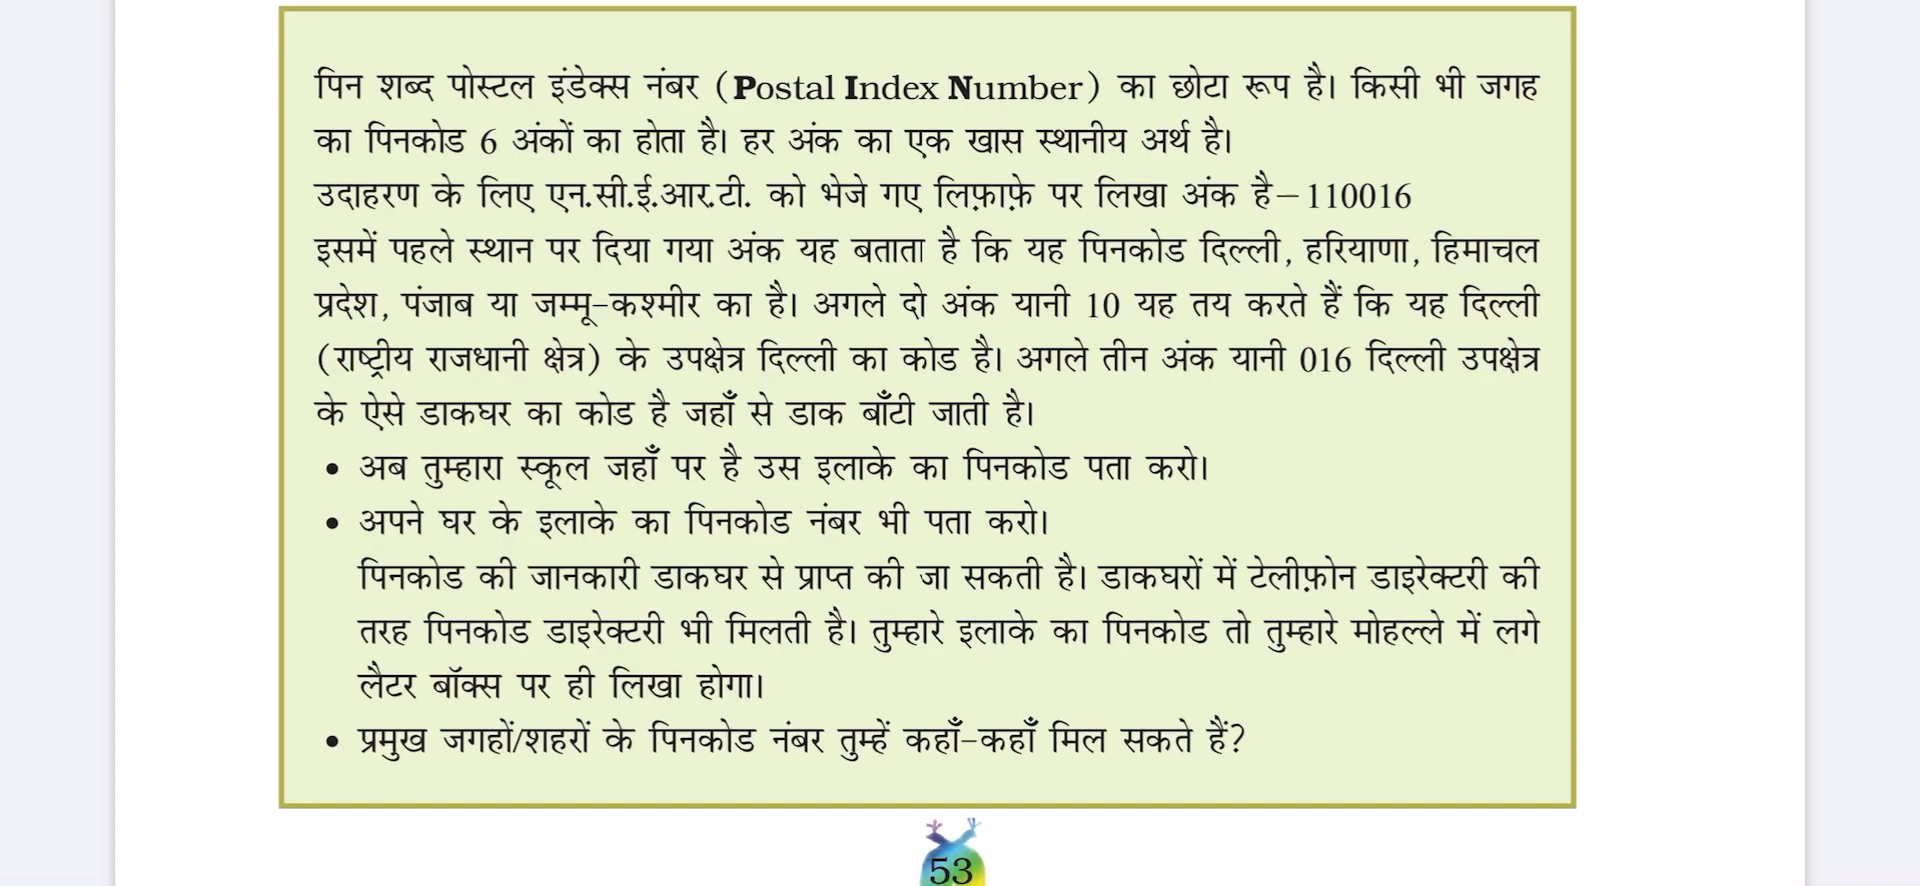 पिन शब्द पोस्टल इंडेक्स नंबर (Postal Index Number) का छोटा रूप है। किसी भी जगह
का पिनकोड 6 अंकों का होता है। हर अंक का एक खास स्थानीय अर्थ है।
उदाहरण के लिए एन.सी.ई.आर.टी. को भेजे गए लिफ़ाफ़े पर लिखा अंक है–110016
इसमें पहले स्थान पर दिया गया अंक यह बताता है कि यह पिनकोड दिल्ली, हरियाणा, हिमाचल
प्रदेश, पंजाब या जम्मू-कश्मीर का है। अगले दो अंक यानी 10 यह तय करते हैं कि यह दिल्ली
(राष्ट्रीय राजधानी क्षेत्र) के उपक्षेत्र दिल्ली का कोड है। अगले तीन अंक यानी 016 दिल्ली उपक्षेत्र
के ऐसे डाकघर का कोड है जहाँ से डाक बाँटी जाती है।
• अब तुम्हारा स्कूल जहाँ पर है उस इलाके का पिनकोड पता करो।
• अपने घर के इलाके का पिनकोड नंबर भी पता करो।
पिनकोड की जानकारी डाकघर से प्राप्त की जा सकती है। डाकघरों में टेलीफ़ोन डाइरेक्टरी की
तरह पिनकोड डाइरेक्टरी भी मिलती है। तुम्हारे इलाके का पिनकोड तो तुम्हारे मोहल्ले में लगे
लैटर बॉक्स पर ही लिखा होगा।
• प्रमुख जगहों/शहरों के पिनकोड नंबर तुम्हें कहाँ-कहाँ मिल सकते हैं?
53